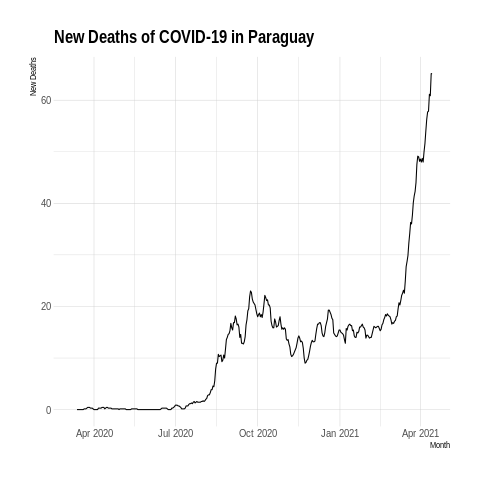 New Deaths of COVID-19 in Paraguay
New Deaths
60
40
20
0
Apr 2020 Jul 2020 Oct 2020 Jan 2021 Apr 2021
Month